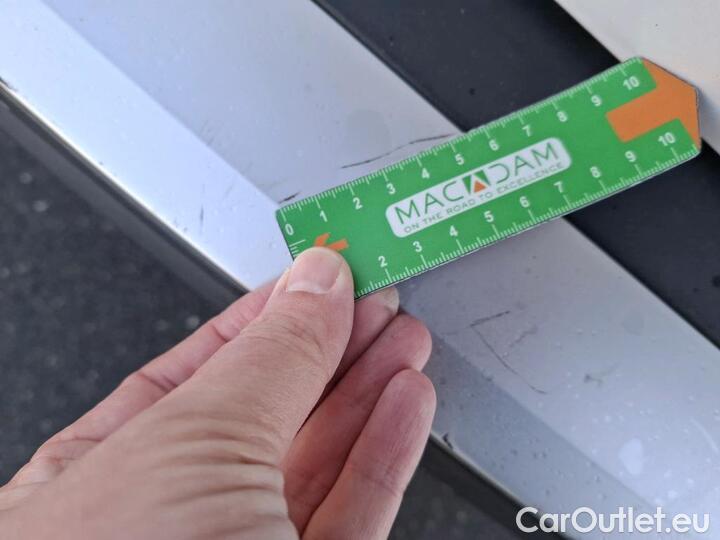 0 1 2 3 4 5 6 7 8 9 10
MACADAM
ON THE ROAD TO EXCELLENCE
2 3 4 5 6 7 8 9 10
CarOutlet.eu